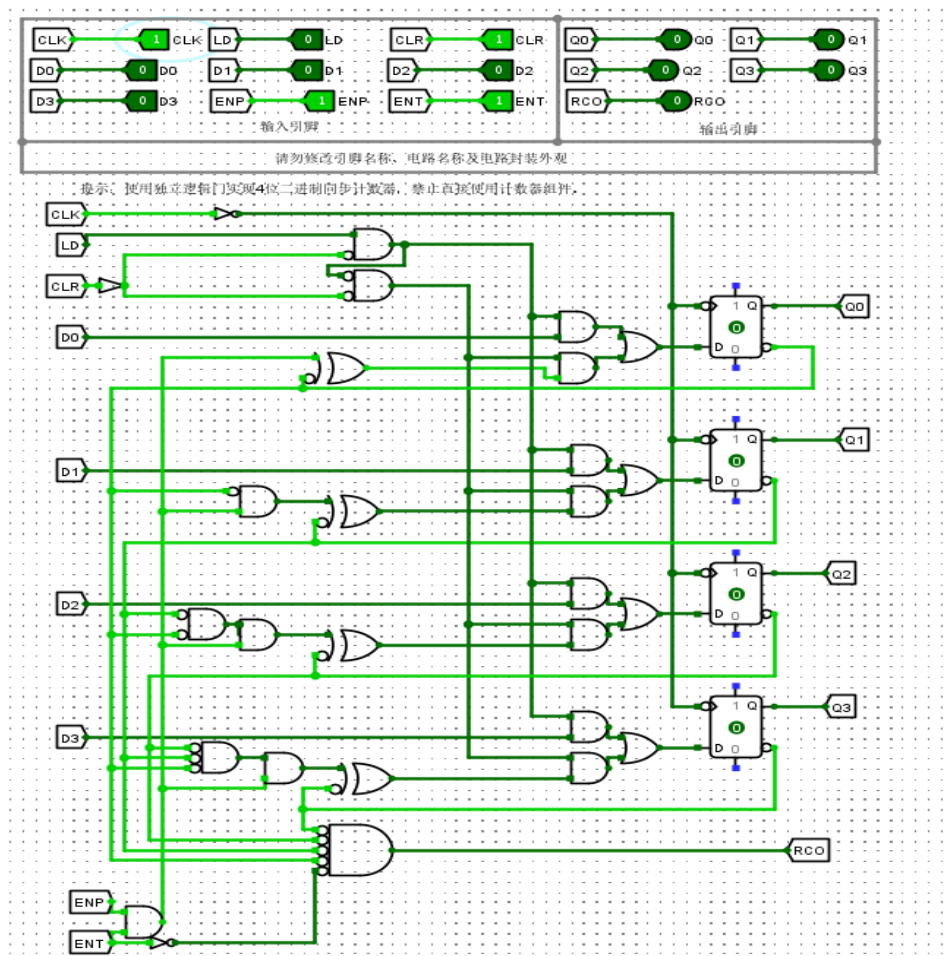 CLK 1 CLK LD 0 LD CLR 1 CLR Q0 0 Q0 Q1 0 Q1
D0 0 D0 D1 0 D1 D2 0 D2 Q2 0 Q2 Q3 0 Q3
D3 0 D3 ENP 1 ENP ENT 1 ENT RCO 0 RCO
输入引脚 输出引脚
请勿修改引脚名称、电路名称及电路封装外观
提示、使用独立逻辑门实现4位二进制同步计数器，禁止直接使用计数器组件.
CLK
LD
CLR
1 Q Q0
D0 0
D 0
1 Q Q1
D1 0
D 0
1 Q Q2
D2 0
D 0
1 Q Q3
D3 0
D 0
RCO
ENP
ENT